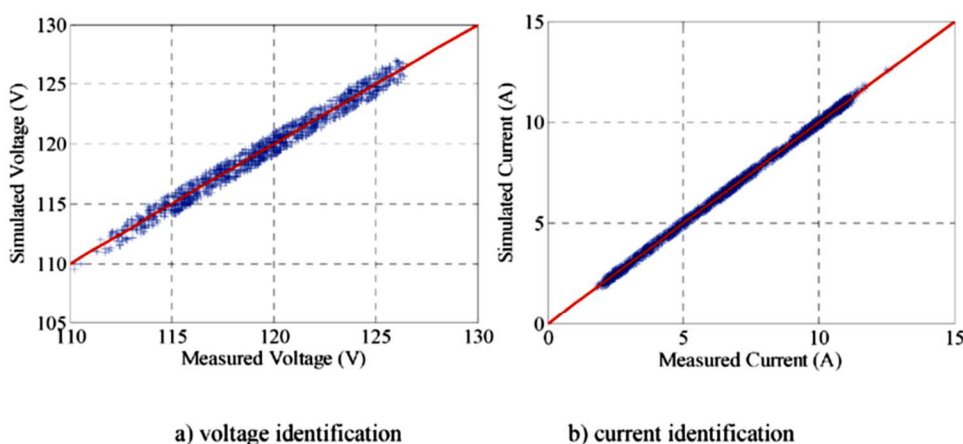 130
125
120
115
110
105
Simulated Voltage (V)
110 115 120 125 130
Measured Voltage (V)
15
10
5
0
Simulated Current (A)
0 5 10 15
Measured Current (A)
a) voltage identification
b) current identification